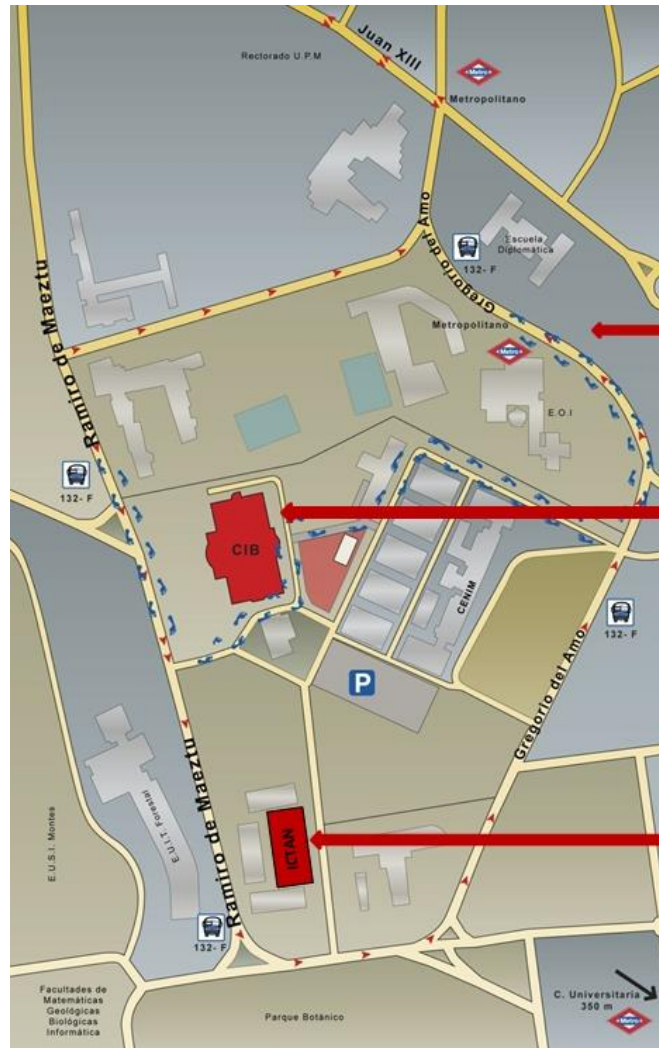 Rectorado U.P.M
Juan XIII
Metro
Metropolitano
Gregorio del Amo
132- F
Escuela
Diplomática
Metropolitano
Metro
E.O.I
Ramiro de Maeztu
132- F
CIB
CENIM
132- F
P
Gregorio del Amo
Ramiro de Maeztu
E.U.I.T. Forestal
E.U.S.I. Montes
ICTAN
132- F
Facultades de
Matemáticas
Geológicas
Biológicas
Informática
Parque Botánico
C. Universitaria
350 m
Metro